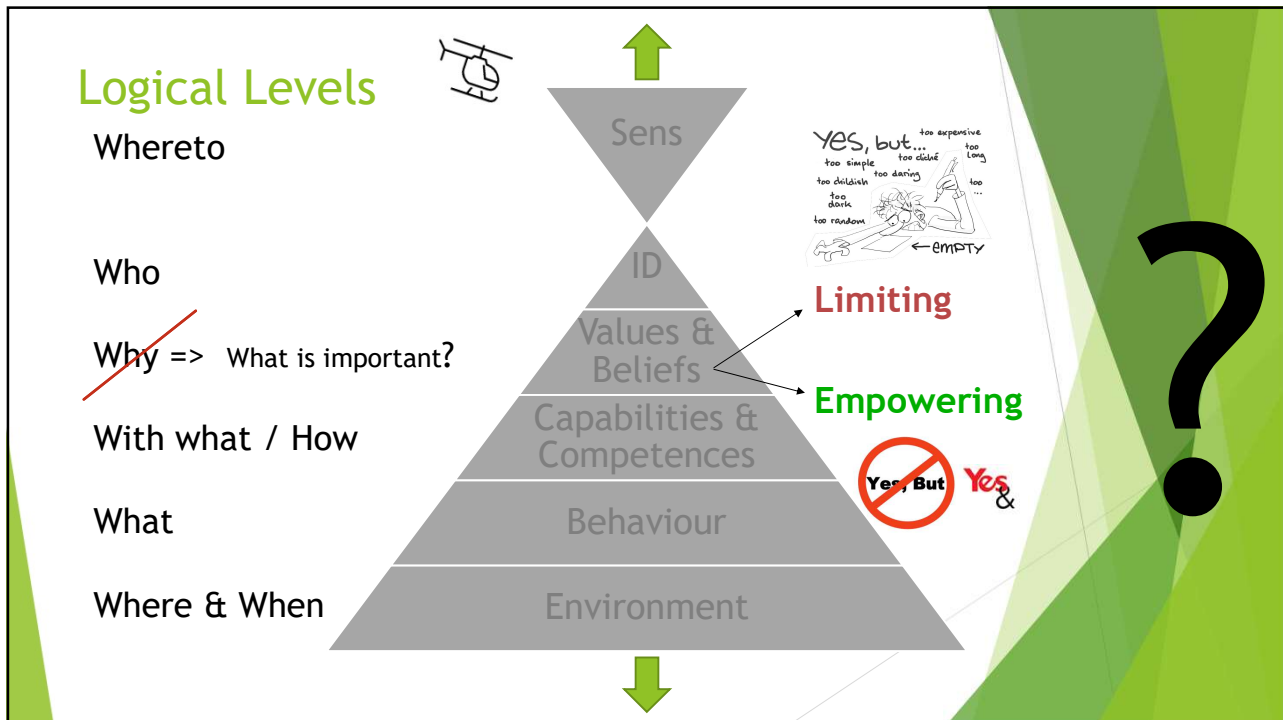 Logical Levels
Whereto
Who
Why => What is important?
With what / How
What
Where & When
Sens
ID
Values &
Beliefs
Capabilities &
Competences
Behaviour
Environment
YES, but...
too expensive
too simple
too cliché
too
long
too childish
too daring
too
...
too
dark
too random
← EMPTY
Limiting
Empowering
Yes, But
Yes
&
?